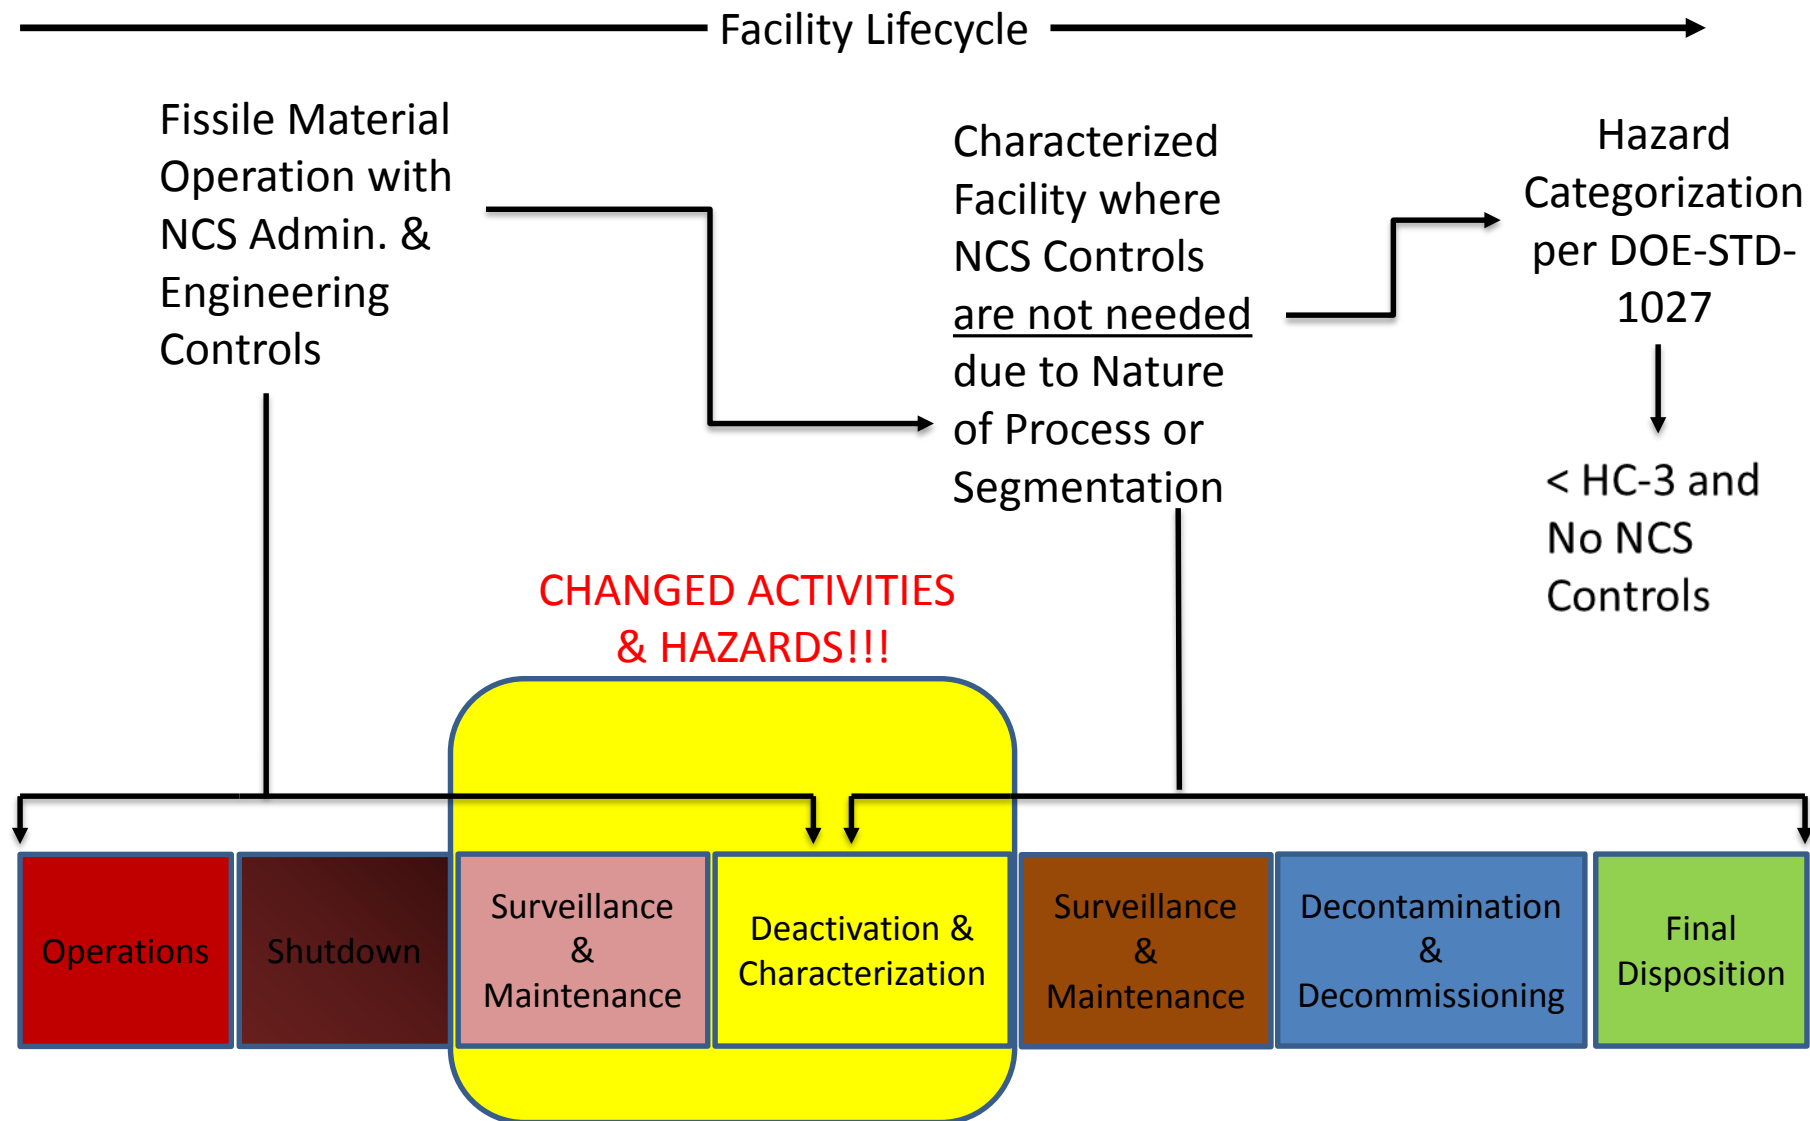 Facility Lifecycle
Fissile Material
Operation with
NCS Admin. &
Engineering
Controls
Characterized
Facility where
NCS Controls
are not needed
due to Nature
of Process or
Segmentation
Hazard
Categorization
per DOE-STD-
1027
< HC-3 and
No NCS
Controls
CHANGED ACTIVITIES
& HAZARDS!!!
Operations
Shutdown
Surveillance
&
Maintenance
Deactivation &
Characterization
Surveillance
&
Maintenance
Decontamination
&
Decommissioning
Final
Disposition